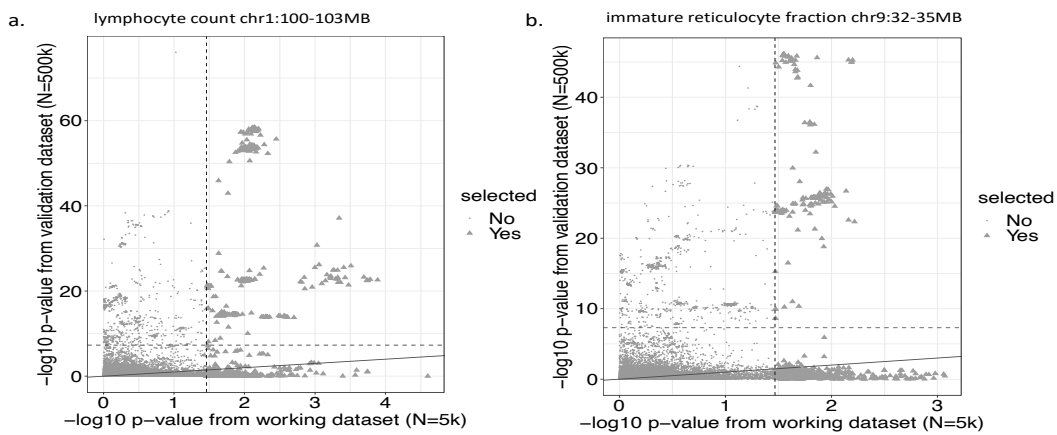 a.
lymphocyte count chr1:100-103MB
−log10 p−value from validation dataset (N=500k)
60
40
20
0
0 1 2 3 4
−log10 p−value from working dataset (N=5k)
selected
No
Yes
b.
immature reticulocyte fraction chr9:32-35MB
−log10 p−value from validation dataset (N=500k)
40
30
20
10
0
0 1 2 3
−log10 p−value from working dataset (N=5k)
selected
No
Yes